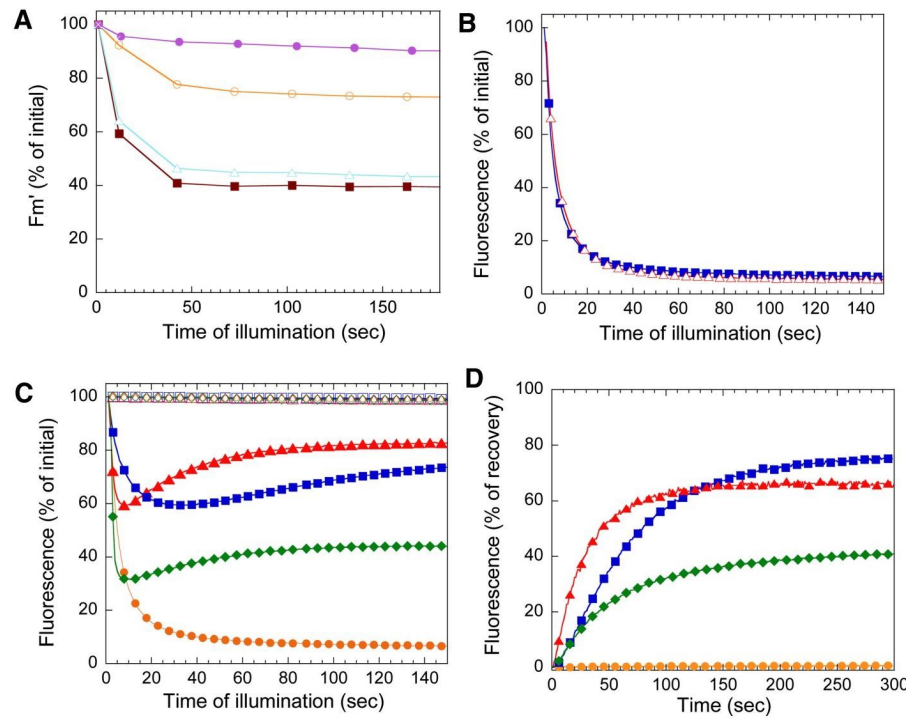 A
Fm' (% of initial)
100
80
60
40
20
0
0 50 100 150
Time of illumination (sec)
B
Fluorescence (% of initial)
100
80
60
40
20
0
0 20 40 60 80 100 120 140
Time of illumination (sec)
C
Fluorescence (% of initial)
100
80
60
40
20
0
0 20 40 60 80 100 120 140
Time of illumination (sec)
D
Fluorescence (% of recovery)
100
80
60
40
20
0
0 50 100 150 200 250 300
Time (sec)